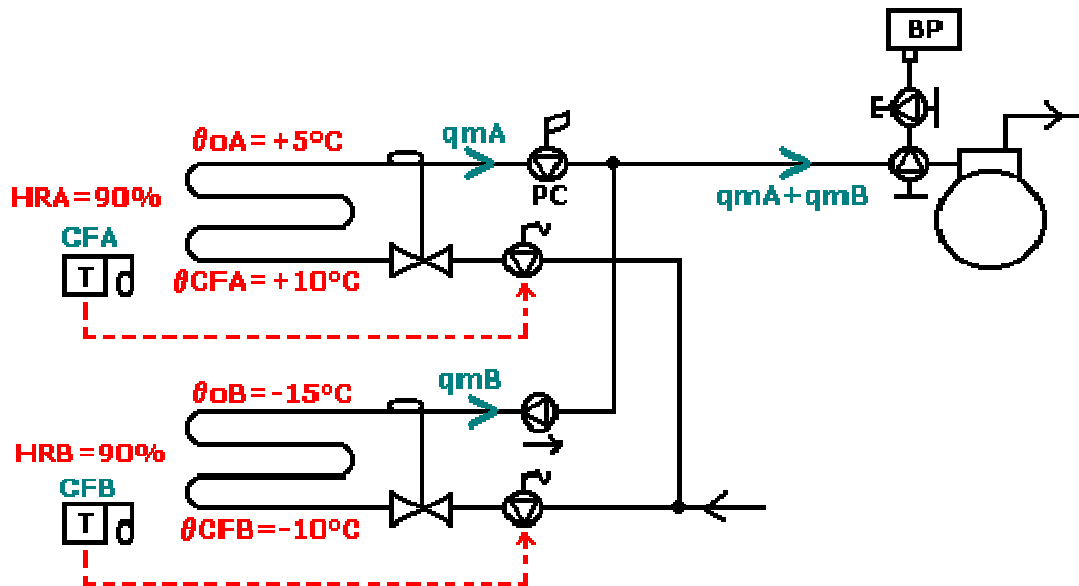 BP
θoA=+5°C
qmA
HRA=90%
PC
qmA+qmB
CFA
T
θCFA=+10°C
θoB=-15°C
qmB
HRB=90%
CFB
T
θCFB=-10°C